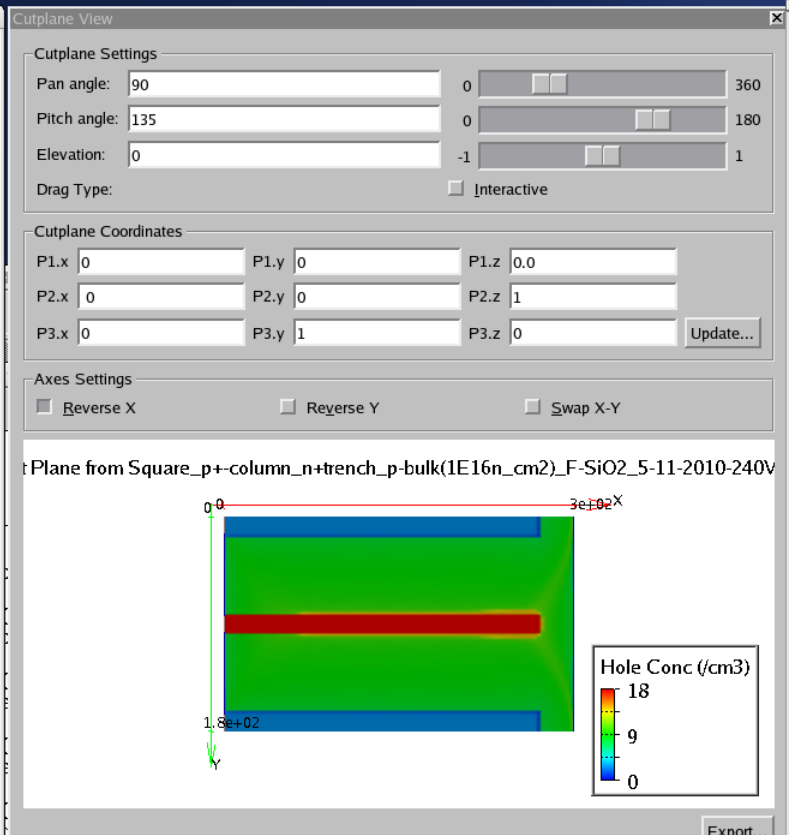 Cutplane View
Cutplane Settings
Pan angle: 90 0 360
Pitch angle: 135 0 180
Elevation: 0 -1 1
Drag Type: Interactive
Cutplane Coordinates
P1.x 0 P1.y 0 P1.z 0.0
P2.x 0 P2.y 0 P2.z 1
P3.x 0 P3.y 1 P3.z 0 Update...
Axes Settings
Reverse X Reverse Y Swap X-Y
t Plane from Square_p+-column_n+trench_p-bulk(1E16n_cm2)_F-SiO2_5-11-2010-240V
0 0 3e+02 X
Hole Conc (/cm3)
18
9
0
1.8e+02
Y
Export...